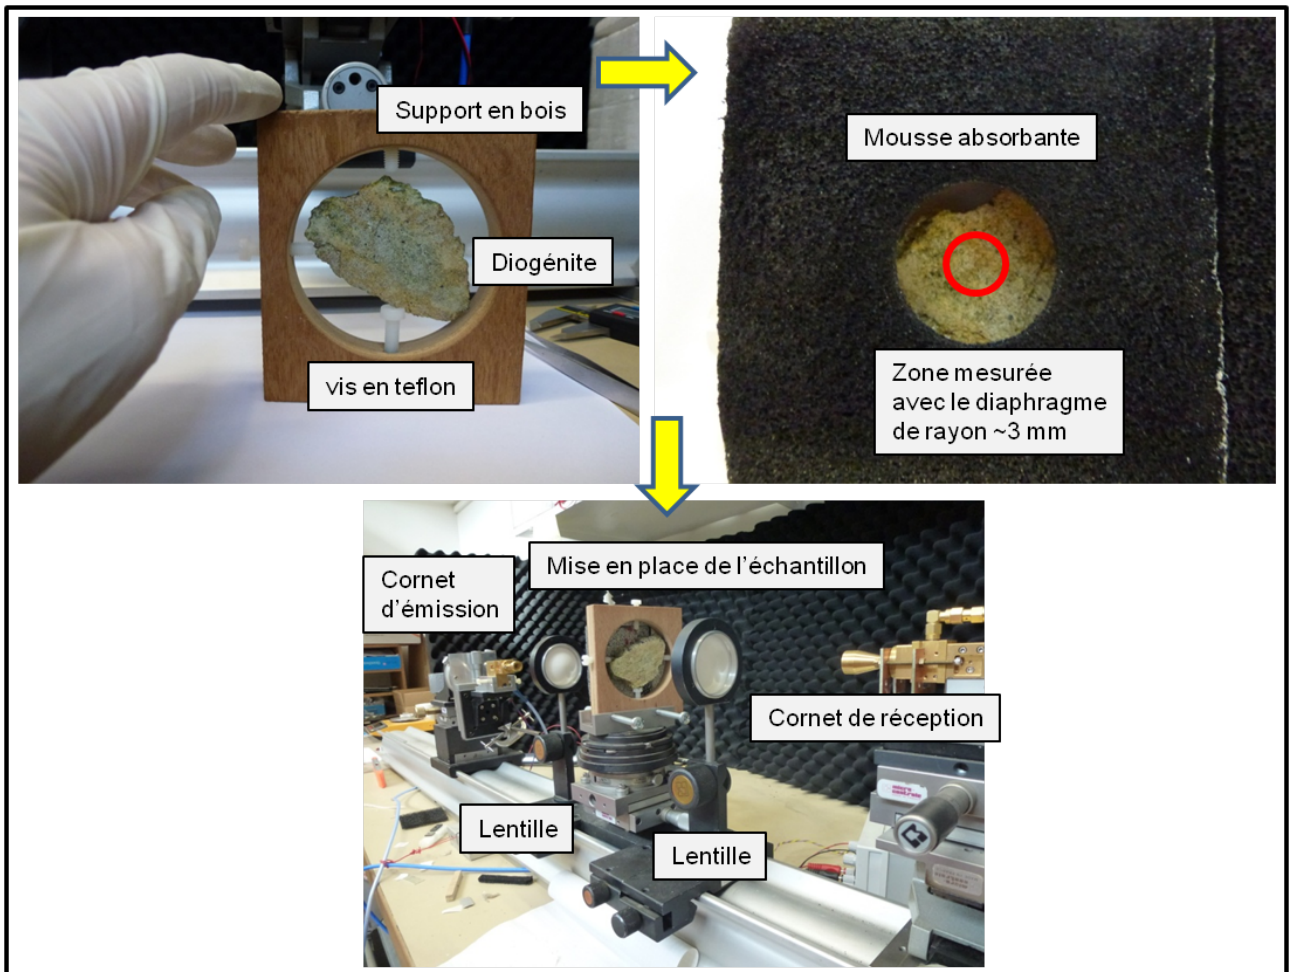 Support en bois
Diogénite
vis en teflon
Mousse absorbante
Zone mesurée
avec le diaphragme
de rayon ~3 mm
Mise en place de l'échantillon
Cornet
d'émission
Cornet de réception
Lentille
Lentille